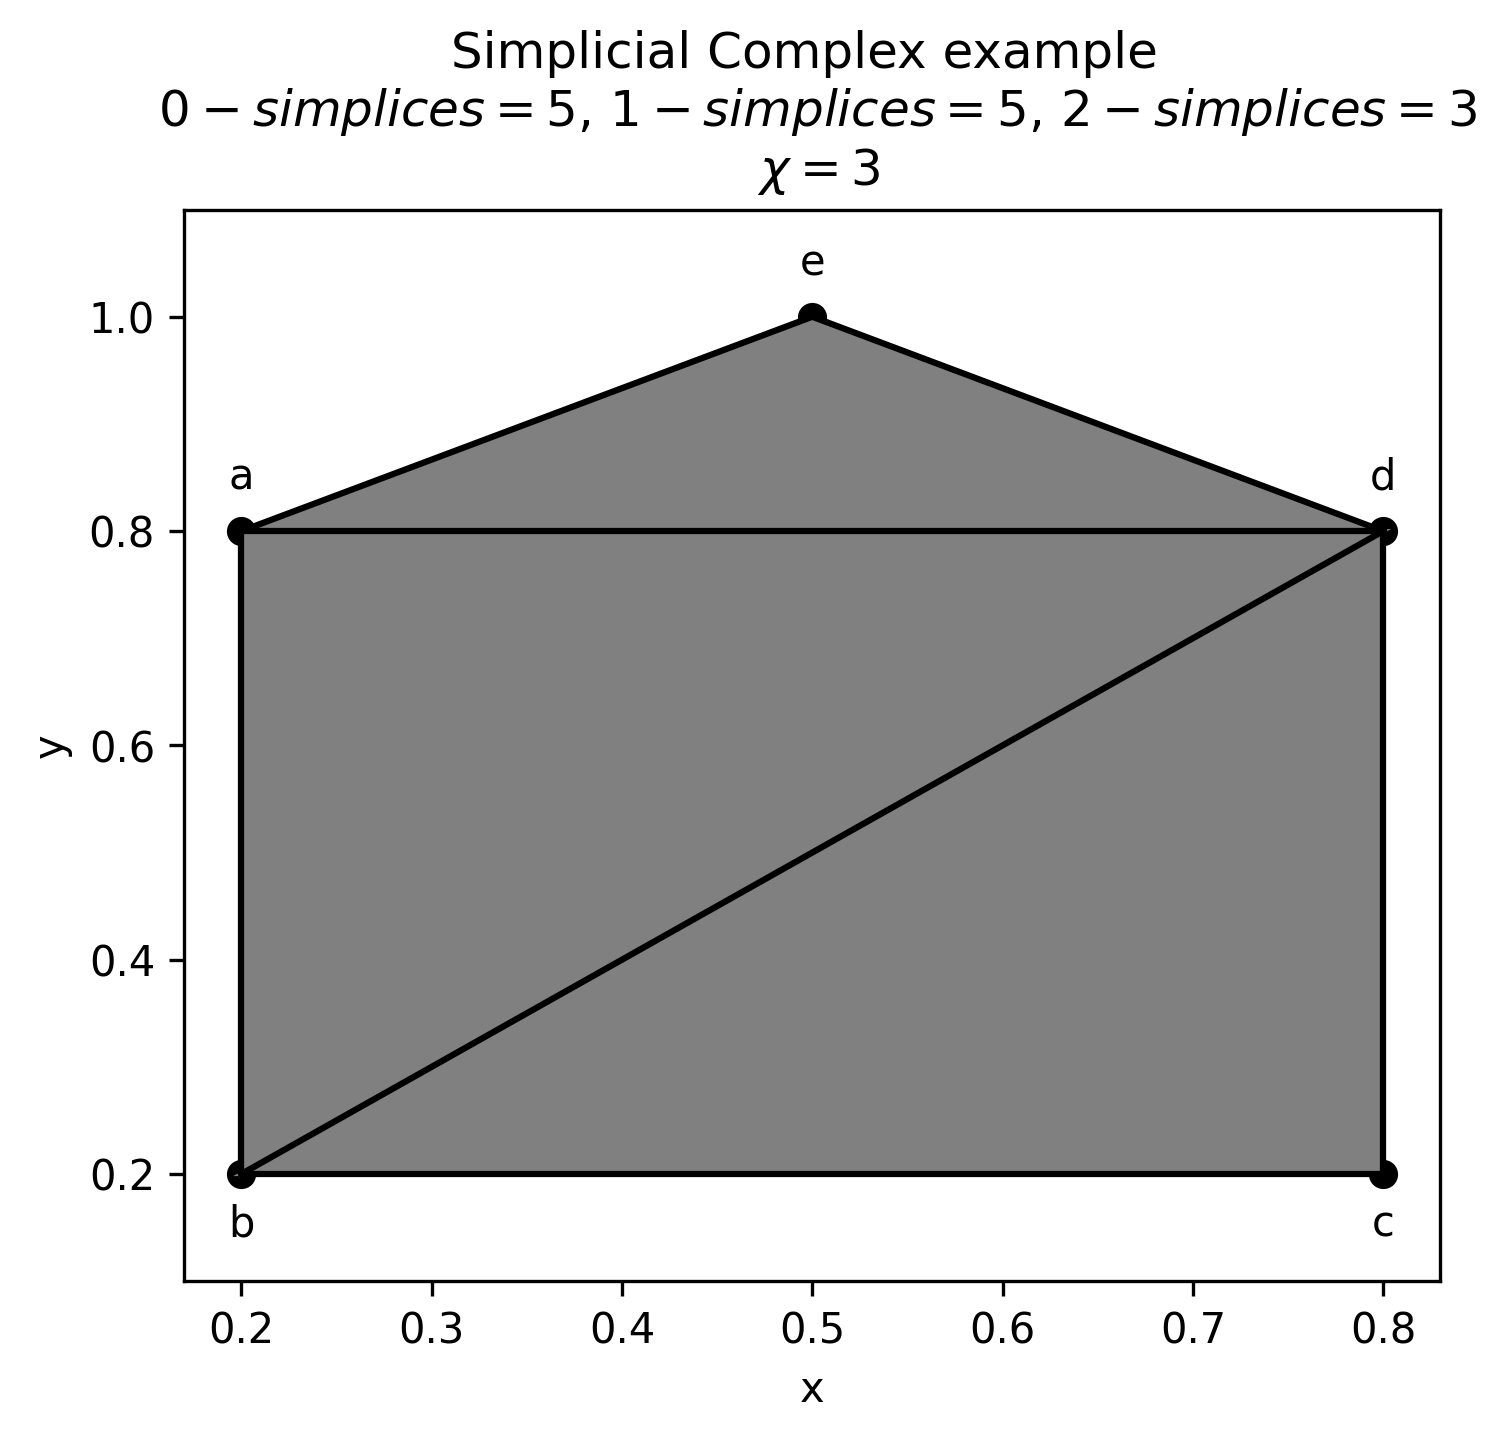 Simplicial Complex example
0 − simplices = 5, 1 − simplices = 5, 2 − simplices = 3
χ = 3
e
1.0
a
d
0.8
y
0.6
0.4
0.2
b
c
0.2 0.3 0.4 0.5 0.6 0.7 0.8
x